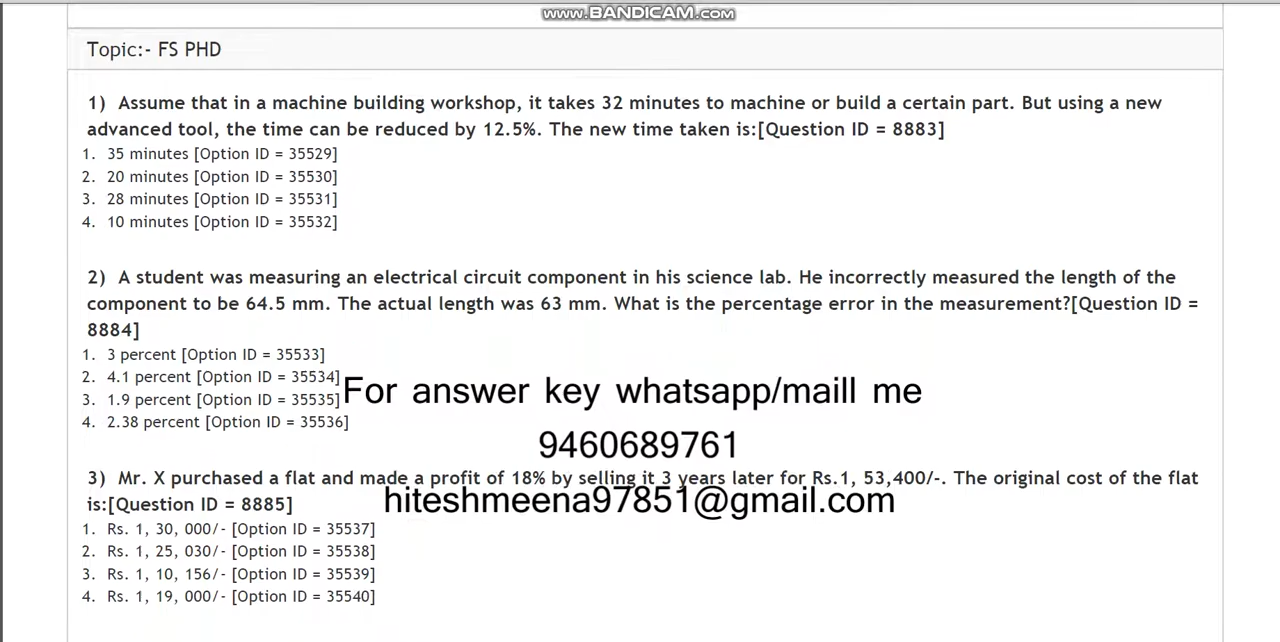 www.BANDICAM.com
Topic:- FS PHD
1) Assume that in a machine building workshop, it takes 32 minutes to machine or build a certain part. But using a new
advanced tool, the time can be reduced by 12.5%. The new time taken is:[Question ID = 8883]
1. 35 minutes [Option ID = 35529]
2. 20 minutes [Option ID = 35530]
3. 28 minutes [Option ID = 35531]
4. 10 minutes [Option ID = 35532]
2) A student was measuring an electrical circuit component in his science lab. He incorrectly measured the length of the
component to be 64.5 mm. The actual length was 63 mm. What is the percentage error in the measurement?[Question ID =
8884]
1. 3 percent [Option ID = 35533]
2. 4.1 percent [Option ID = 35534]
3. 1.9 percent [Option ID = 35535]
4. 2.38 percent [Option ID = 35536]
For answer key whatsapp/maill me
9460689761
hiteshmeena97851@gmail.com
3) Mr. X purchased a flat and made a profit of 18% by selling it 3 years later for Rs.1, 53,400/-. The original cost of the flat
is:[Question ID = 8885]
1. Rs. 1, 30, 000/- [Option ID = 35537]
2. Rs. 1, 25, 030/- [Option ID = 35538]
3. Rs. 1, 10, 156/- [Option ID = 35539]
4. Rs. 1, 19, 000/- [Option ID = 35540]